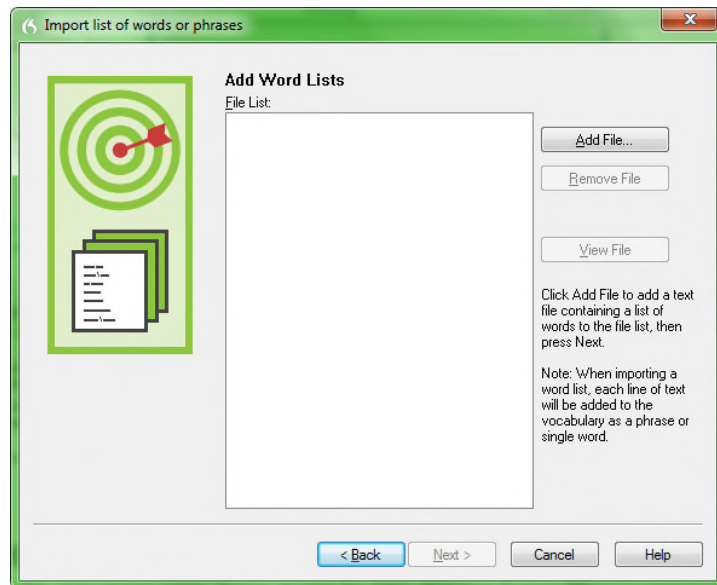 Import list of words or phrases
Add Word Lists
File List:
Add File...
Remove File
View File
Click Add File to add a text
file containing a list of
words to the file list, then
press Next.
Note: When importing a
word list, each line of text
will be added to the
vocabulary as a phrase or
single word.
< Back
Next >
Cancel
Help